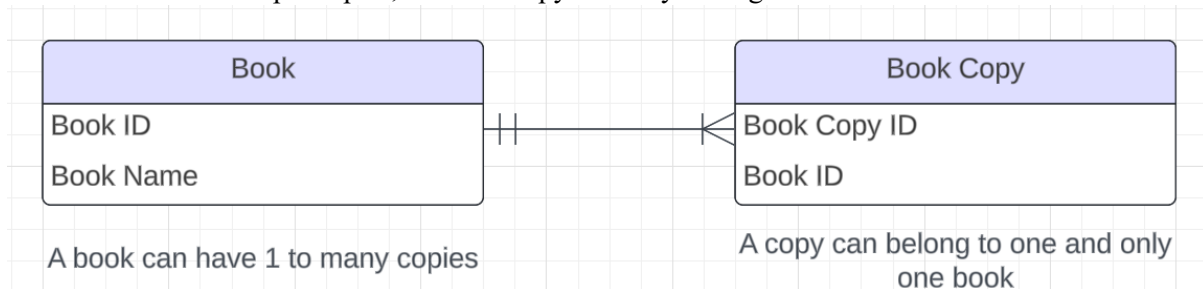 Book
Book ID
Book Name
Book Copy
Book Copy ID
Book ID
A book can have 1 to many copies
A copy can belong to one and only
one book